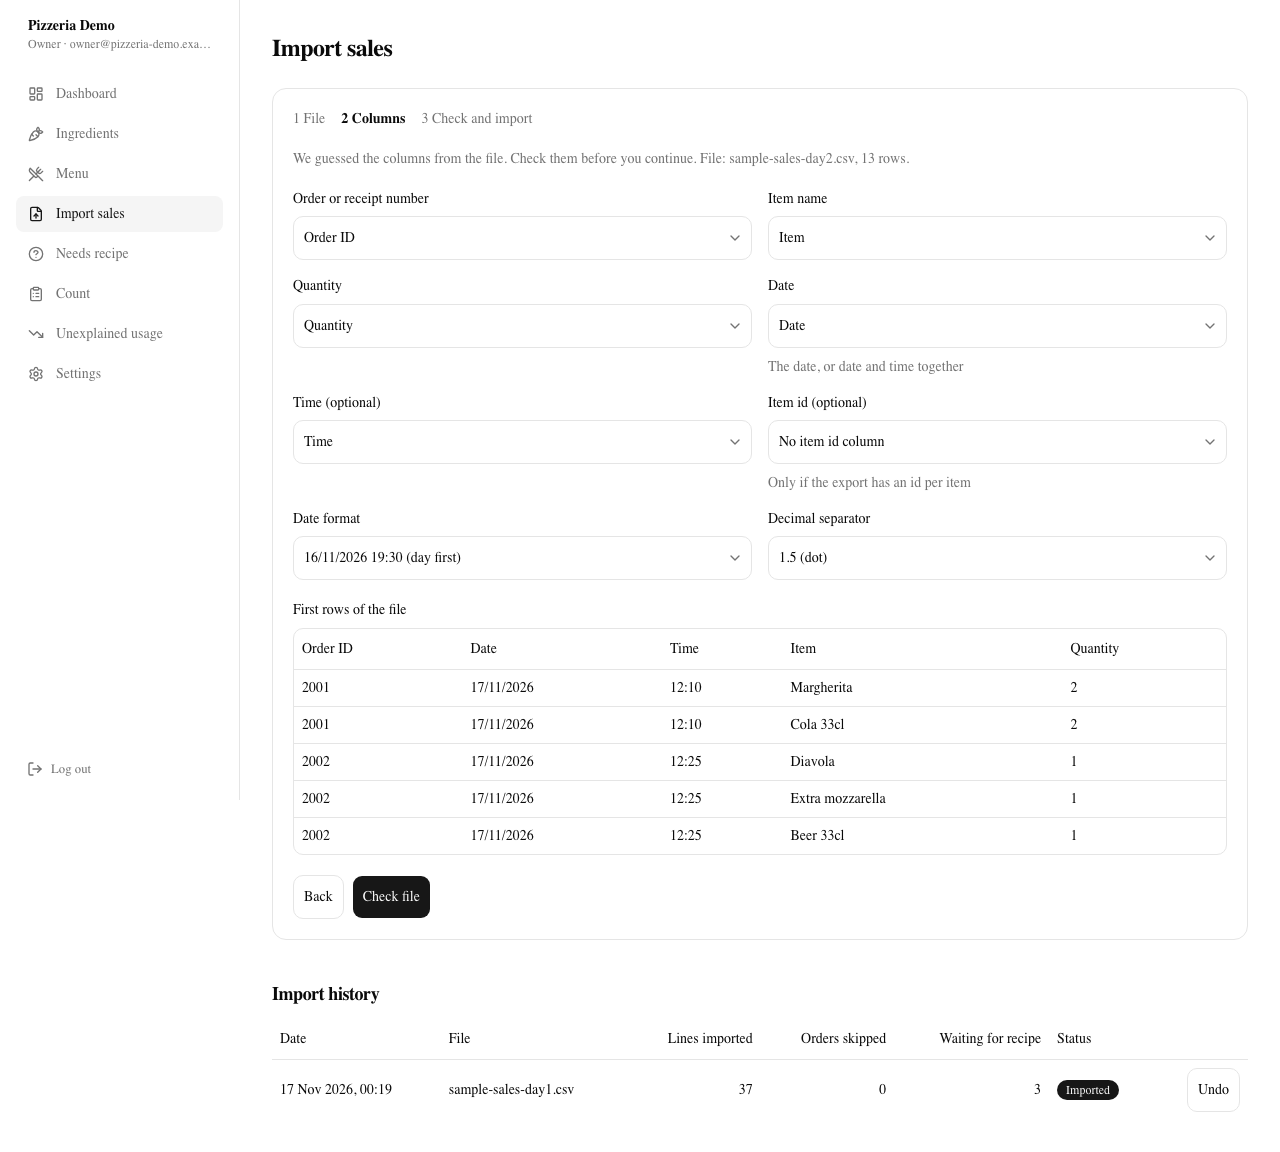 Pizzeria Demo
Owner · owner@pizzeria-demo.exa…
Dashboard
Ingredients
Menu
Import sales
Needs recipe
Count
Unexplained usage
Settings
Log out
Import sales
1 File 2 Columns 3 Check and import
We guessed the columns from the file. Check them before you continue. File: sample-sales-day2.csv, 13 rows.
Order or receipt number Item name
Order ID Item
Quantity Date
Quantity Date
The date, or date and time together
Time (optional) Item id (optional)
Time No item id column
Only if the export has an id per item
Date format Decimal separator
16/11/2026 19:30 (day first) 1.5 (dot)
First rows of the file
Order ID Date Time Item Quantity
2001 17/11/2026 12:10 Margherita 2
2001 17/11/2026 12:10 Cola 33cl 2
2002 17/11/2026 12:25 Diavola 1
2002 17/11/2026 12:25 Extra mozzarella 1
2002 17/11/2026 12:25 Beer 33cl 1
Back Check file
Import history
Date File Lines imported Orders skipped Waiting for recipe Status
17 Nov 2026, 00:19 sample-sales-day1.csv 37 0 3 Imported Undo